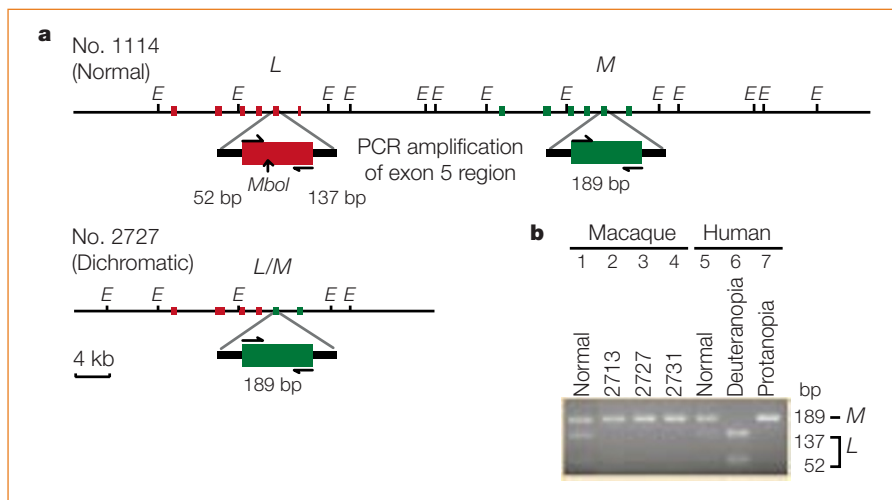 a
No. 1114
(Normal)
L
M
E E E E E E E E E E E E
PCR amplification
of exon 5 region
MboI
52 bp
137 bp
189 bp
No. 2727
(Dichromatic)
L/M
E E E E E
189 bp
4 kb
b
Macaque Human
1 2 3 4 5 6 7
Normal
2713
2727
2731
Normal
Deuteranopia
Protanopia
bp
189 M
137
52
L